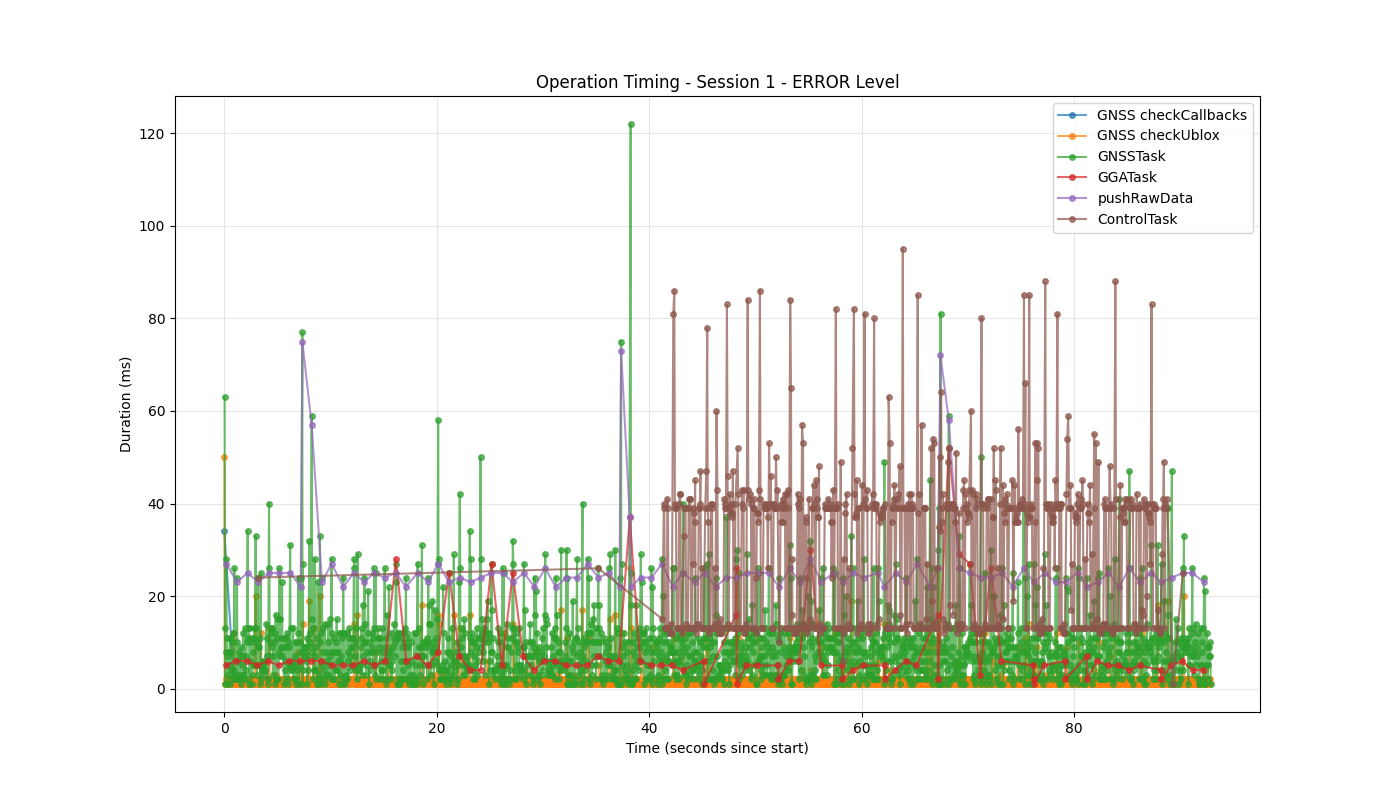 Operation Timing - Session 1 - ERROR Level
GNSS checkCallbacks
GNSS checkUblox
GNSSTask
GGATask
pushRawData
ControlTask
120
100
80
60
40
20
0
Duration (ms)
0 20 40 60 80
Time (seconds since start)